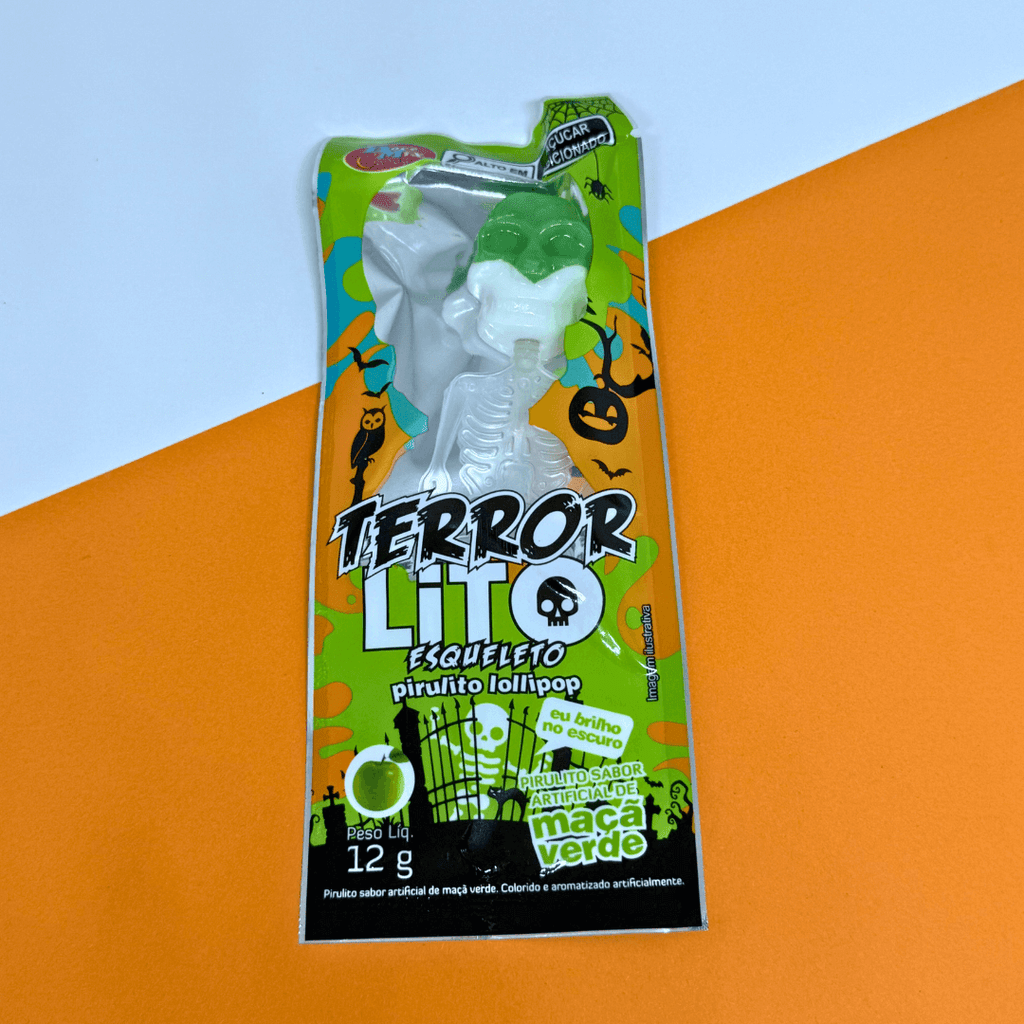 ALTO EM
AÇÚCAR
ADICIONADO
TERROR
LiTO
ESQUELETO
pirulito lollipop
Imagem ilustrativa
eu brilho
no escuro
PIRULITO SABOR
ARTIFICIAL DE
maçã
verde
Peso Líq.
12 g
Pirulito sabor artificial de maçã verde. Colorido e aromatizado artificialmente.